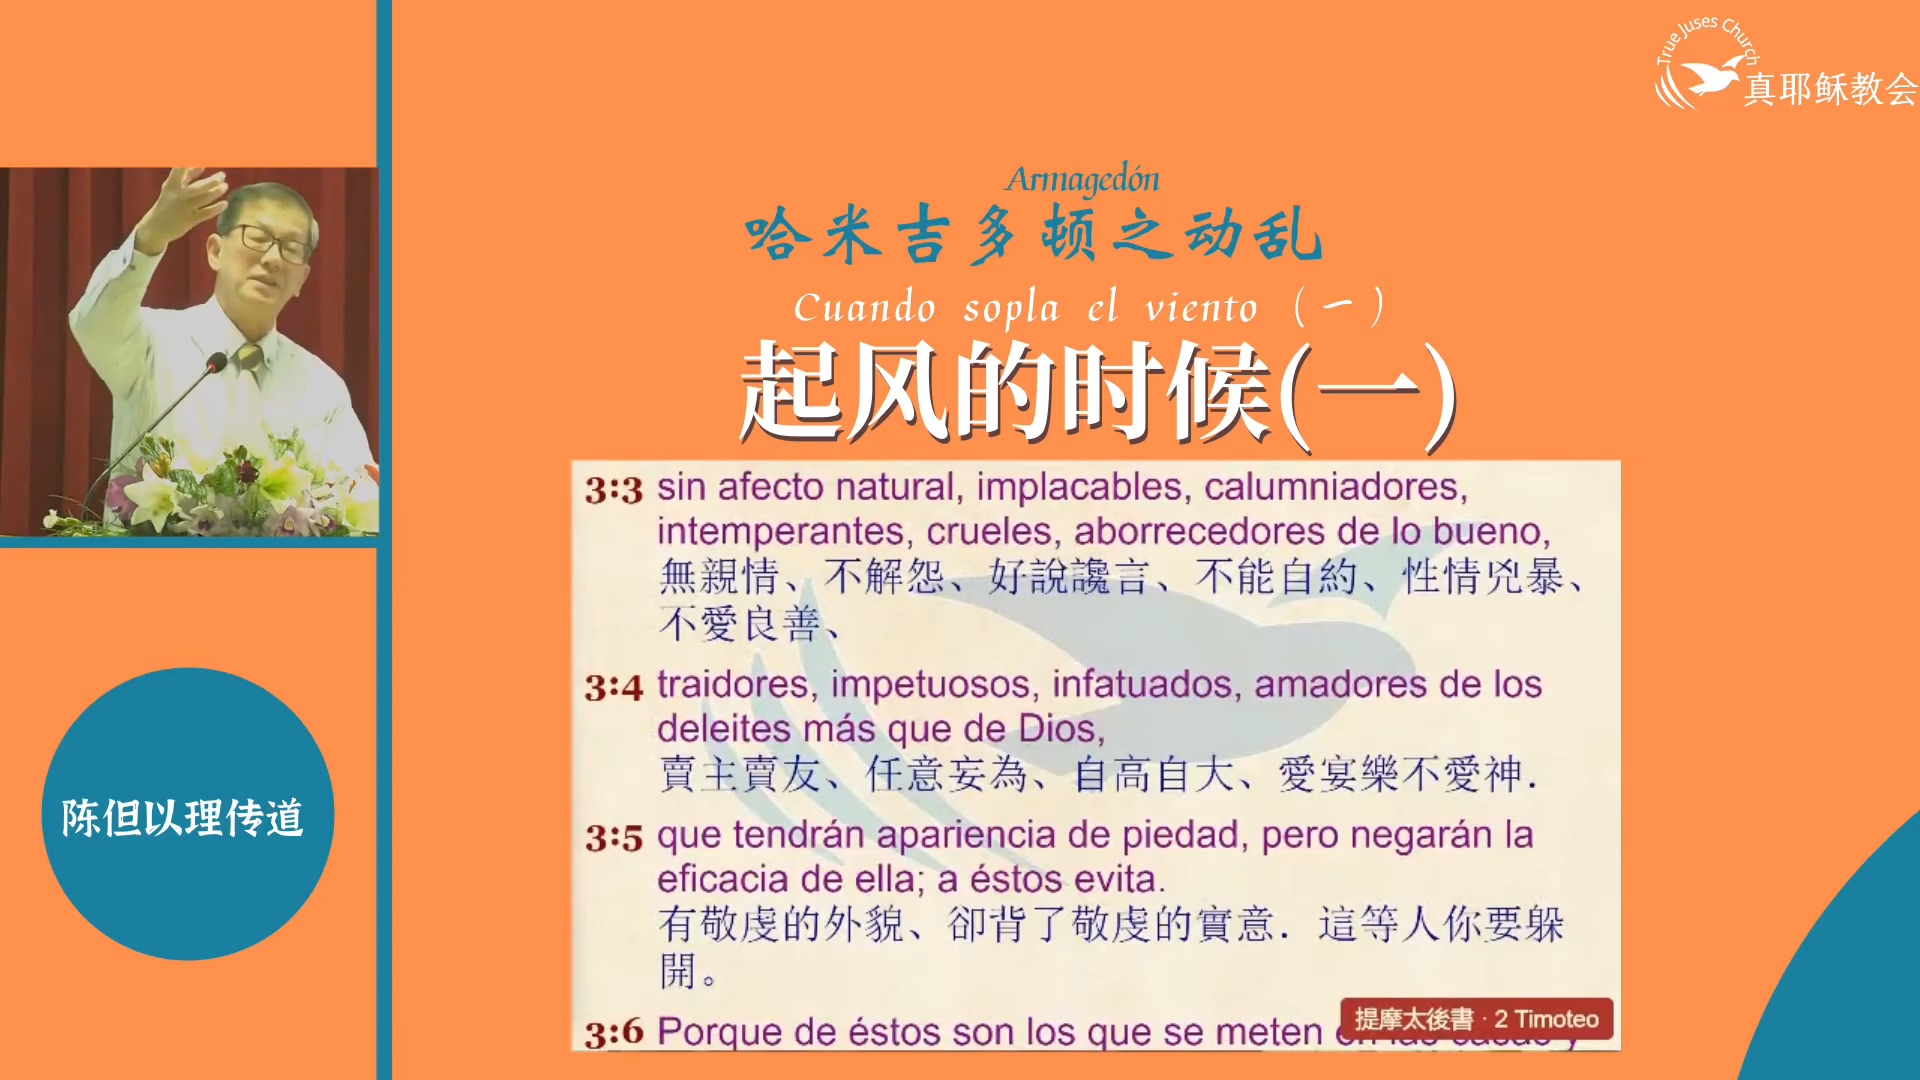 True Juses Church
真耶稣教会
Armagedón
哈米吉多顿之动乱
Cuando sopla el viento (一)
起风的时候(一)
3:3 sin afecto natural, implacables, calumniadores,
intemperantes, crueles, aborrecedores de lo bueno,
無親情、不解怨、好說讒言、不能自約、性情兇暴、
不愛良善、
3:4 traidores, impetuosos, infatuados, amadores de los
deleites más que de Dios,
賣主賣友、任意妄為、自高自大、愛宴樂不愛神．
3:5 que tendrán apariencia de piedad, pero negarán la
eficacia de ella; a éstos evita.
有敬虔的外貌、卻背了敬虔的實意．這等人你要躲
開。
3:6 Porque de éstos son los que se meten
提摩太後書 · 2 Timoteo
陈但以理传道